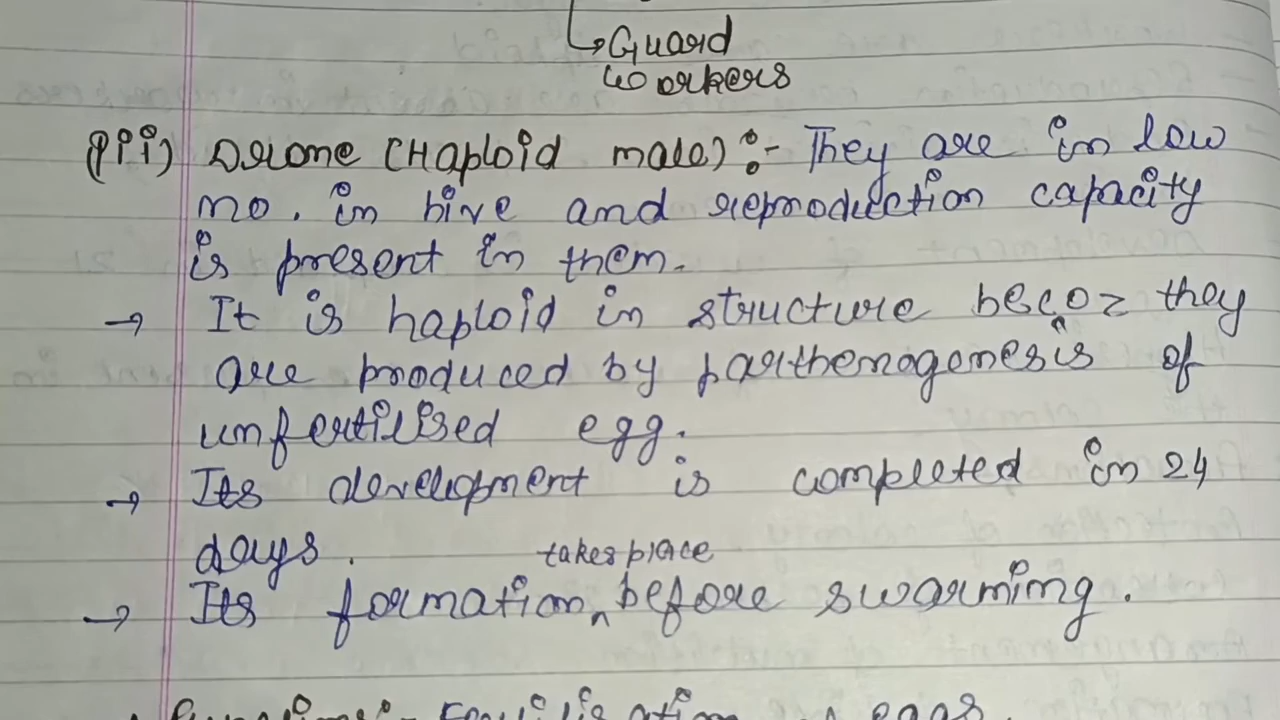 ↳Guard
workers
(iii) Drone (Haploid male) :- They are in low
no. in hive and reproduction capacity
is present in them.
→ It is haploid in structure becoz they
are produced by parthenogenesis of
unfertilised egg.
→ Its development is completed in 24
days.
takes place
→ Its formation ^ before swarming.
eggs.